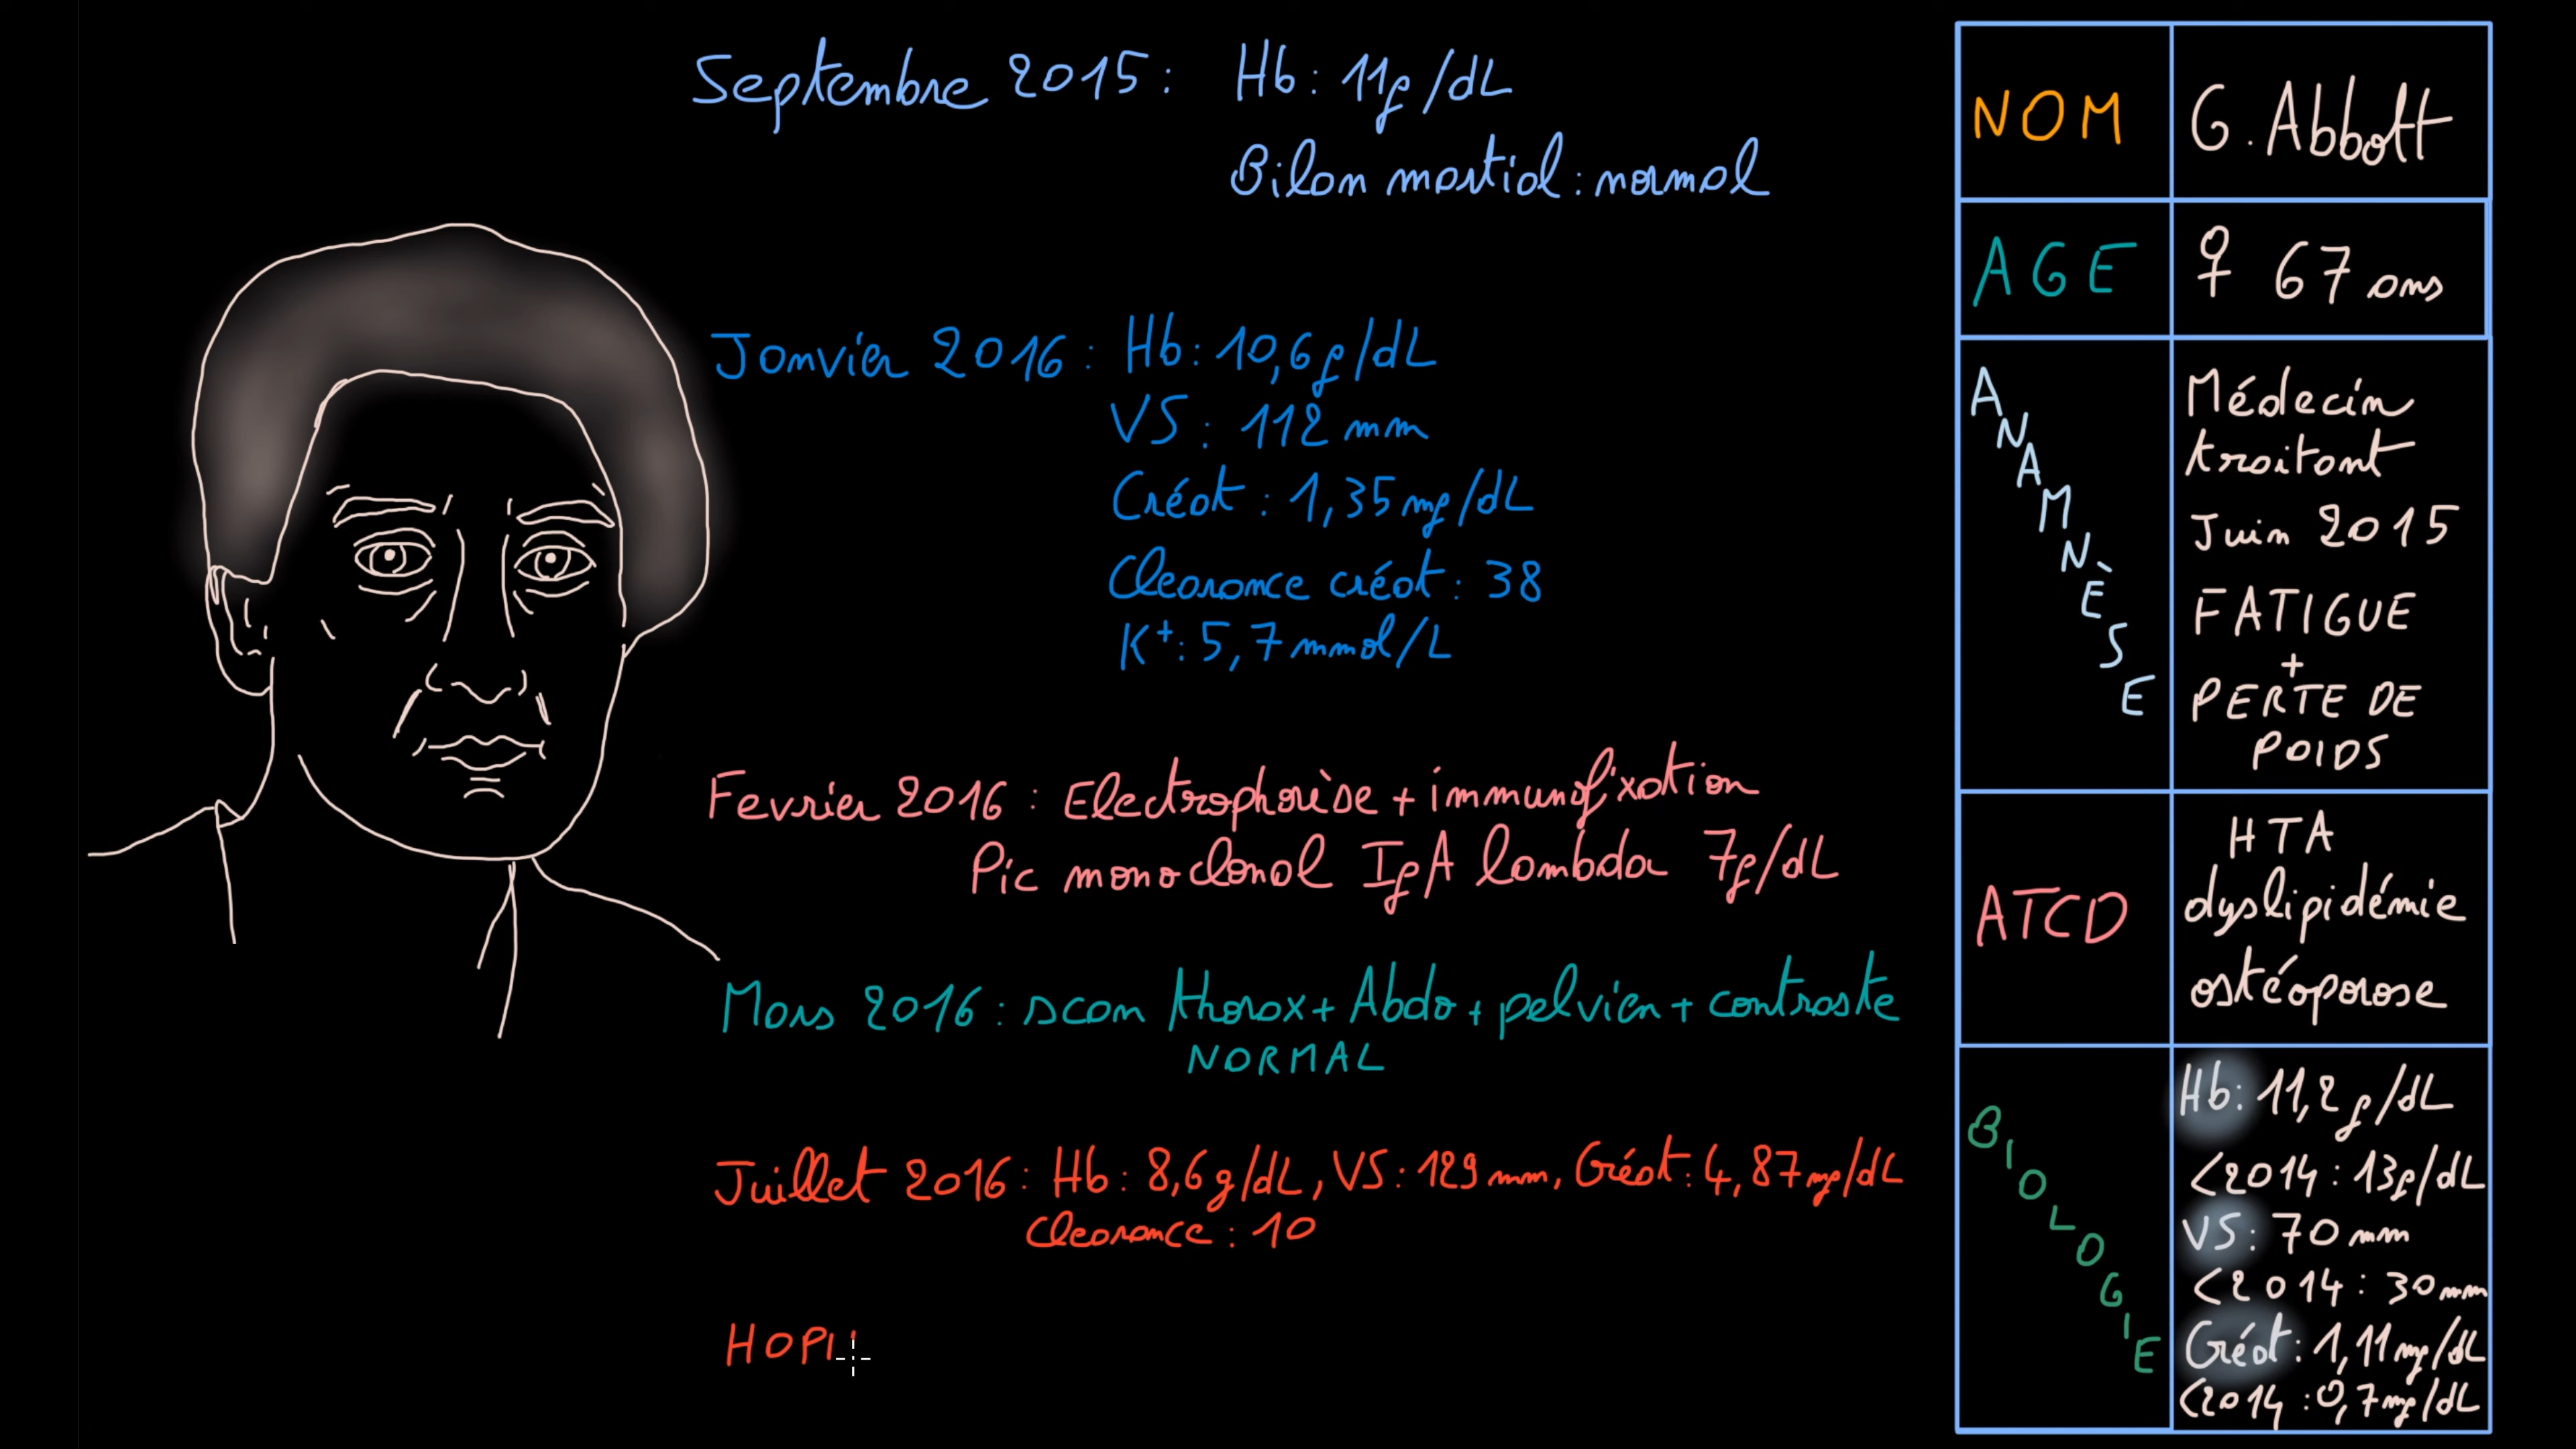 Septembre 2015 : Hb : 11g/dL
Bilan martial : normal
Janvier 2016 : Hb : 10,6g/dL
VS : 112 mm
Créat : 1,35 mg/dL
Clearance créat : 38
K+ : 5,7 mmol/L
Fevrier 2016 : Electrophorèse + immunofixation
Pic monoclonal IgA lambda 7g/dL
Mars 2016 : scan thorax + Abdo + pelvien + contraste
NORMAL
Juillet 2016 : Hb : 8,6g/dL, VS : 129 mm, Créat : 4,87 mg/dL
Clearance : 10
HOPI
NOM G. Abbott
AGE ♀ 67 ans
ANAMNÈSE
Médecin
traitant
Juin 2015
FATIGUE
+
PERTE DE
POIDS
ATCD
HTA
dyslipidémie
ostéoporose
BIOLOGIE
Hb : 11,2 g/dL
<2014 : 13g/dL
VS : 70 mm
<2014 : 30 mm
Créat : 1,11 mg/dL
<2014 : 0,7 mg/dL